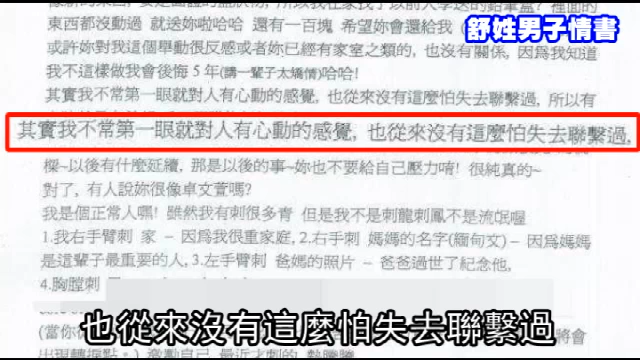 舒姓男子情書
東西都沒動過 就送妳啦哈哈 還有一百塊 希望妳會還給我
或許妳對我這個舉動很反感或者妳已經有家室之類的, 也沒有關係, 因為我知道
我不這樣做我會後悔 5 年(講一輩子太矯情)哈哈!
其實我不常第一眼就對人有心動的感覺, 也從來沒有這麼怕失去聯繫過, 所以有
其實我不常第一眼就對人有心動的感覺, 也從來沒有這麼怕失去聯繫過,
樑~以後有什麼延續, 那是以後的事~妳也不要給自己壓力唷! 很純真的~
對了, 有人說妳很像卓文萱嗎?
我是個正常人嘿! 雖然我有刺很多青 但是我不是刺龍刺鳳不是流氓喔
1.我右手臂刺 家 – 因為我很重家庭,2.右手刺 媽媽的名字(緬甸文) – 因為媽媽
是這輩子最重要的人,3.左手臂刺 爸媽的照片 – 爸爸過世了紀念他,
4.胸膛刺
也從來沒有這麼怕失去聯繫過
(當你
將會